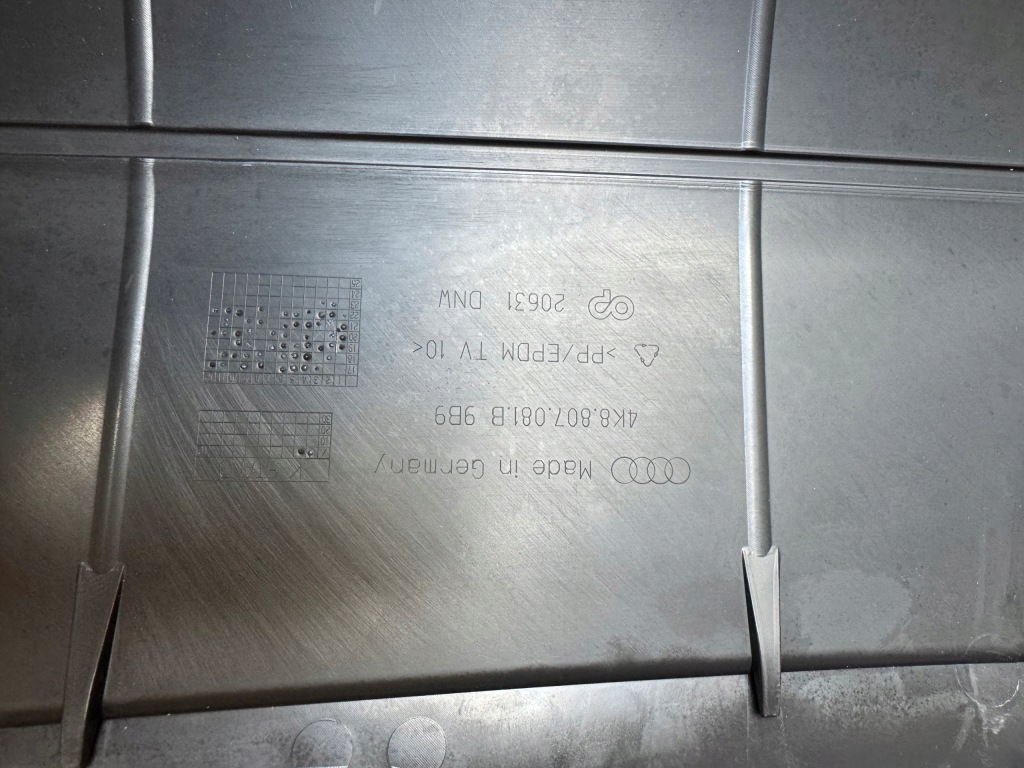 Made in Germany
4K8.807.081.B 9B9
>PP/EPDM TV 10<
20631 DNW